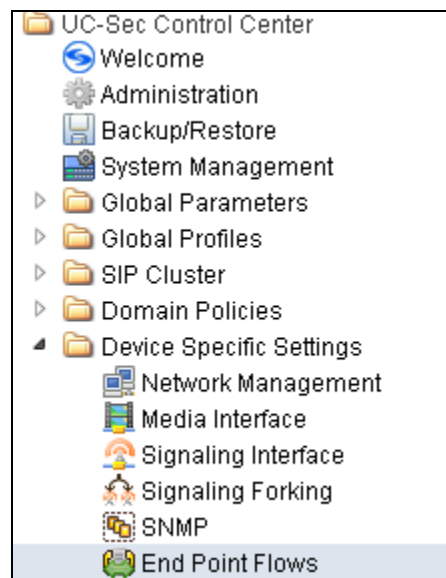 UC-Sec Control Center
Welcome
Administration
Backup/Restore
System Management
Global Parameters
Global Profiles
SIP Cluster
Domain Policies
Device Specific Settings
Network Management
Media Interface
Signaling Interface
Signaling Forking
SNMP
End Point Flows